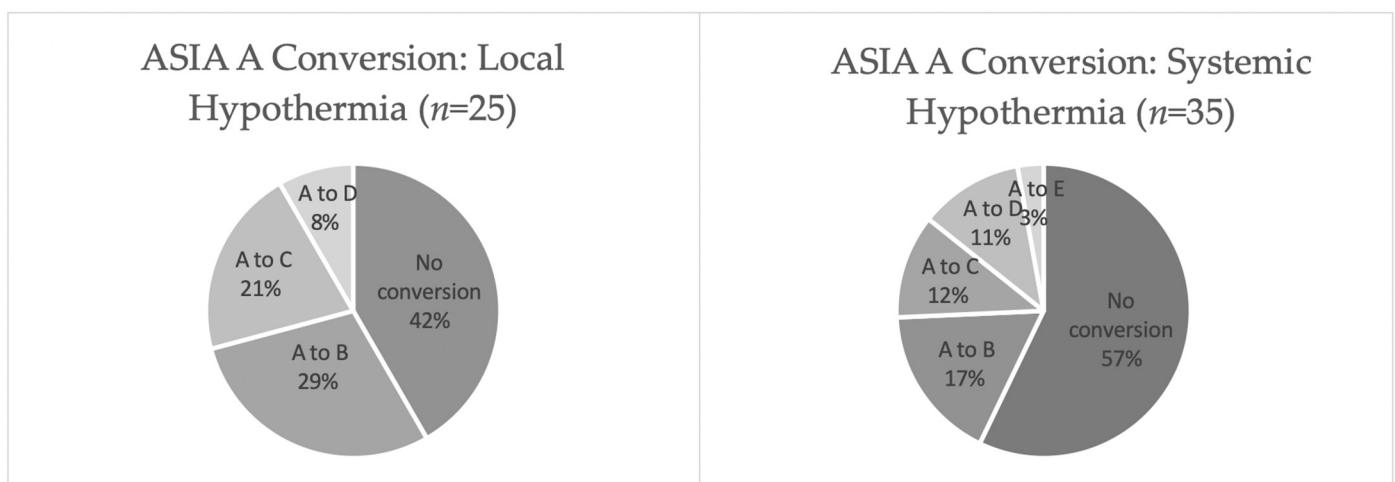 ASIA A Conversion: Local
Hypothermia (n=25)
A to D
8%
A to C
21%
No
conversion
42%
A to B
29%
ASIA A Conversion: Systemic
Hypothermia (n=35)
A to E
3%
A to D
11%
A to C
12%
No
conversion
57%
A to B
17%